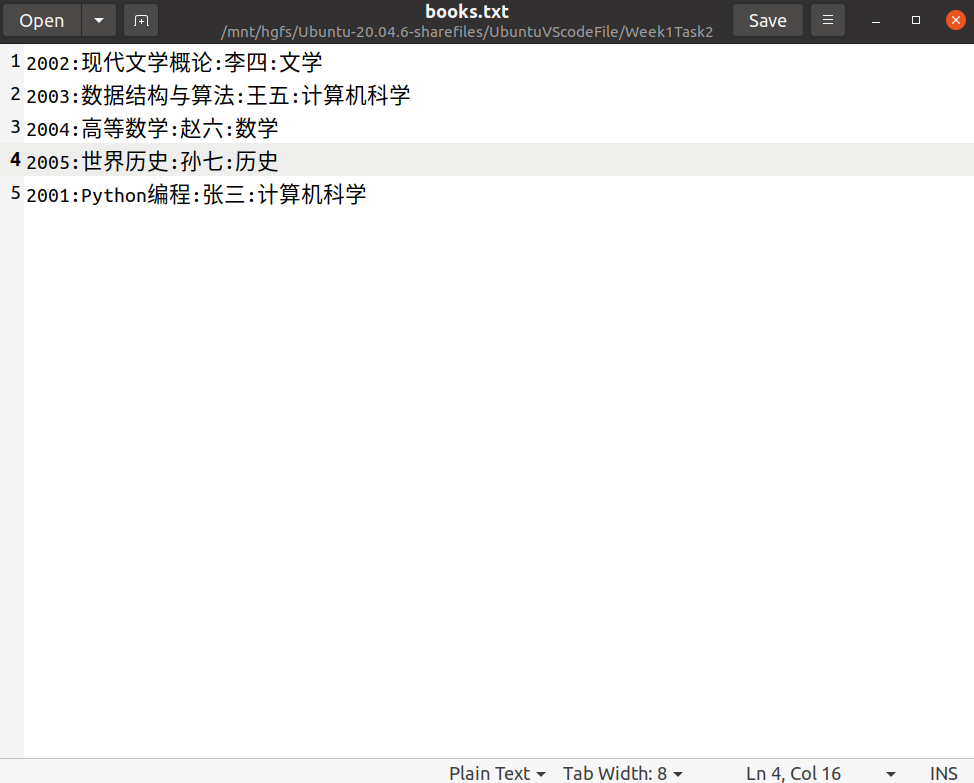 Open
books.txt
/mnt/hgfs/Ubuntu-20.04.6-sharefiles/UbuntuVScodeFile/Week1Task2
Save
1 2002:现代文学概论:李四:文学
2 2003:数据结构与算法:王五:计算机科学
3 2004:高等数学:赵六:数学
4 2005:世界历史:孙七:历史
5 2001:Python编程:张三:计算机科学
Plain Text Tab Width: 8 Ln 4, Col 16 INS